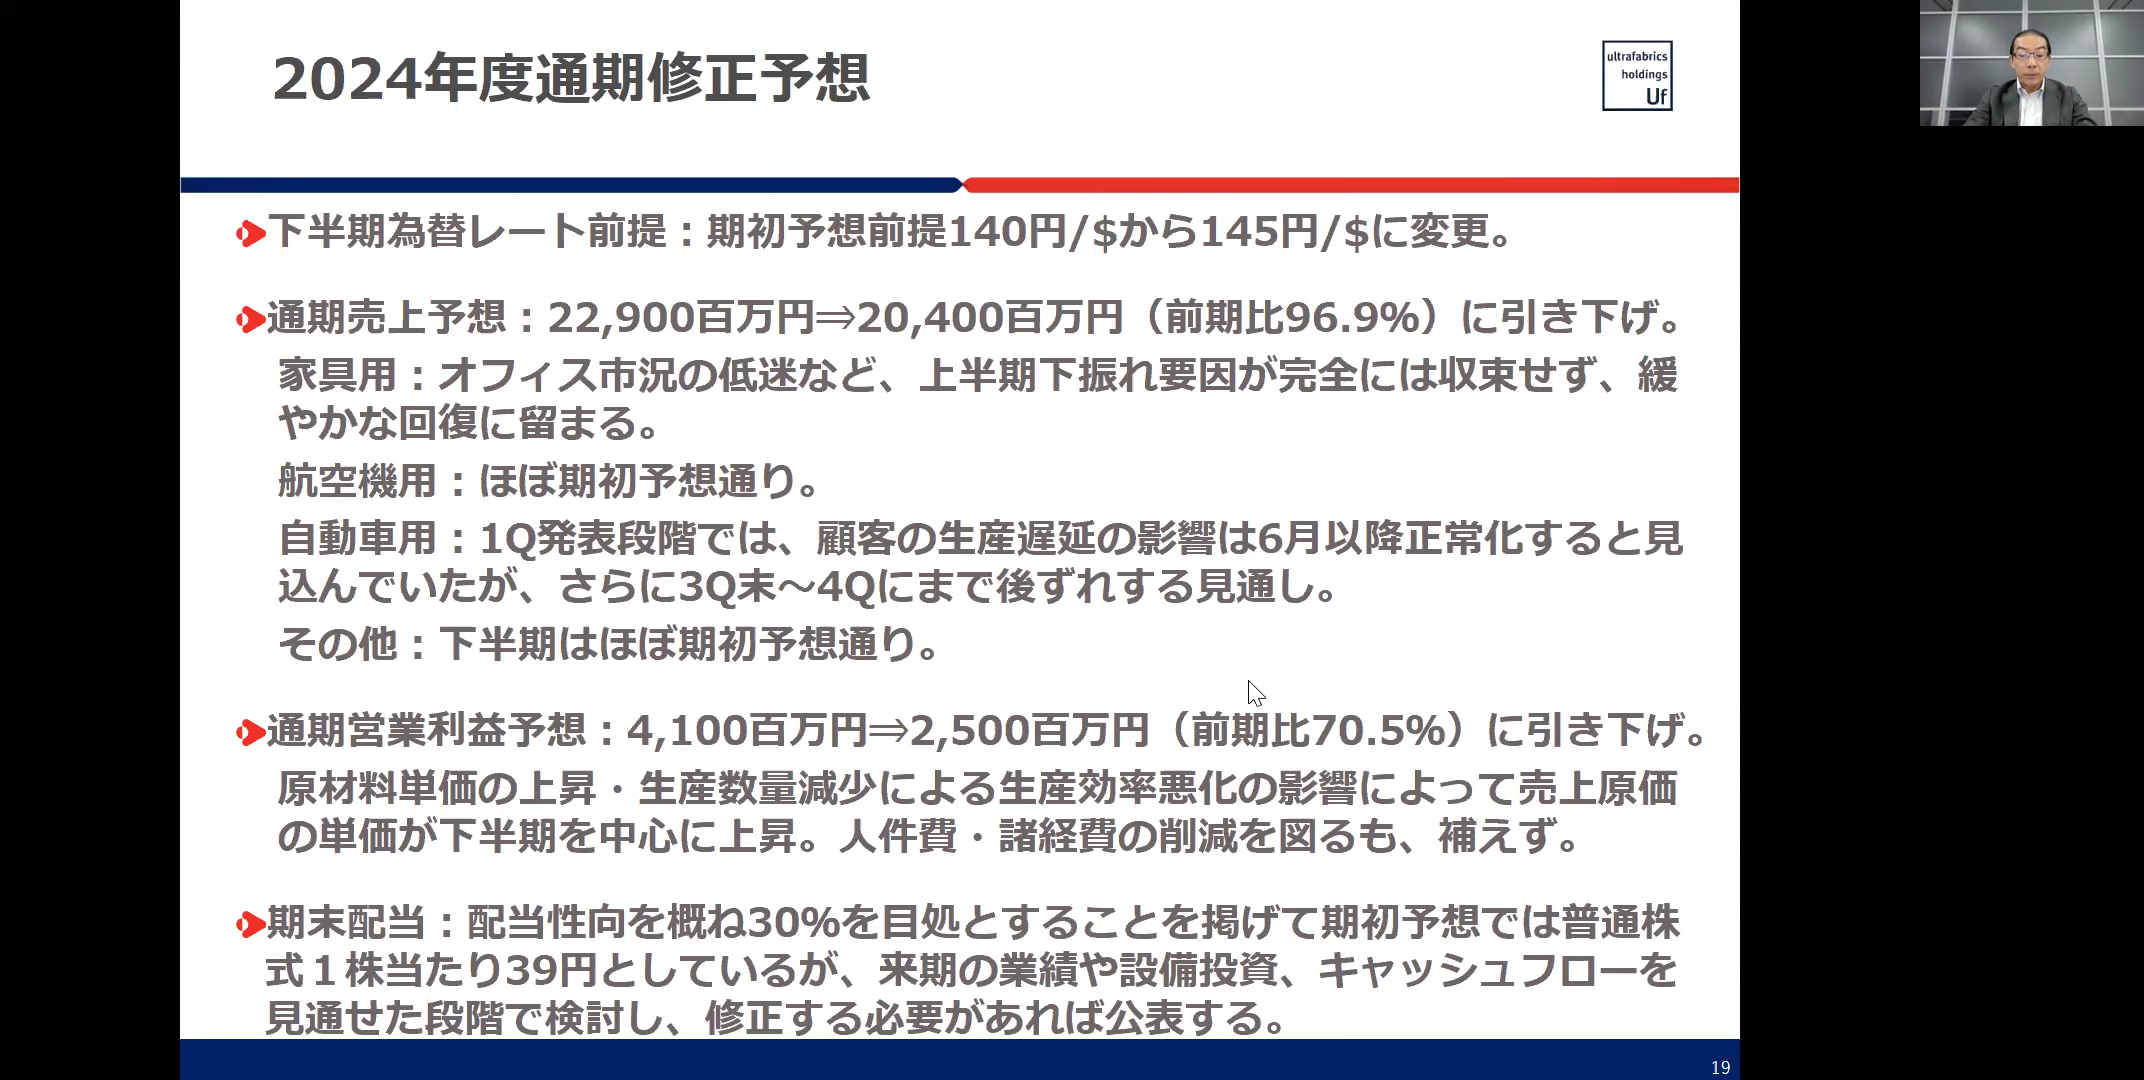 2024年度通期修正予想
ultrafabrics
holdings
Uf
下半期為替レート前提：期初予想前提140円/$から145円/$に変更。
通期売上予想：22,900百万円⇒20,400百万円（前期比96.9%）に引き下げ。
家具用：オフィス市況の低迷など、上半期下振れ要因が完全には収束せず、緩
やかな回復に留まる。
航空機用：ほぼ期初予想通り。
自動車用：1Q発表段階では、顧客の生産遅延の影響は6月以降正常化すると見
込んでいたが、さらに3Q末～4Qにまで後ずれする見通し。
その他：下半期はほぼ期初予想通り。
通期営業利益予想：4,100百万円⇒2,500百万円（前期比70.5%）に引き下げ。
原材料単価の上昇・生産数量減少による生産効率悪化の影響によって売上原価
の単価が下半期を中心に上昇。人件費・諸経費の削減を図るも、補えず。
期末配当：配当性向を概ね30%を目処とすることを掲げて期初予想では普通株
式１株当たり39円としているが、来期の業績や設備投資、キャッシュフローを
見通せた段階で検討し、修正する必要があれば公表する。
19